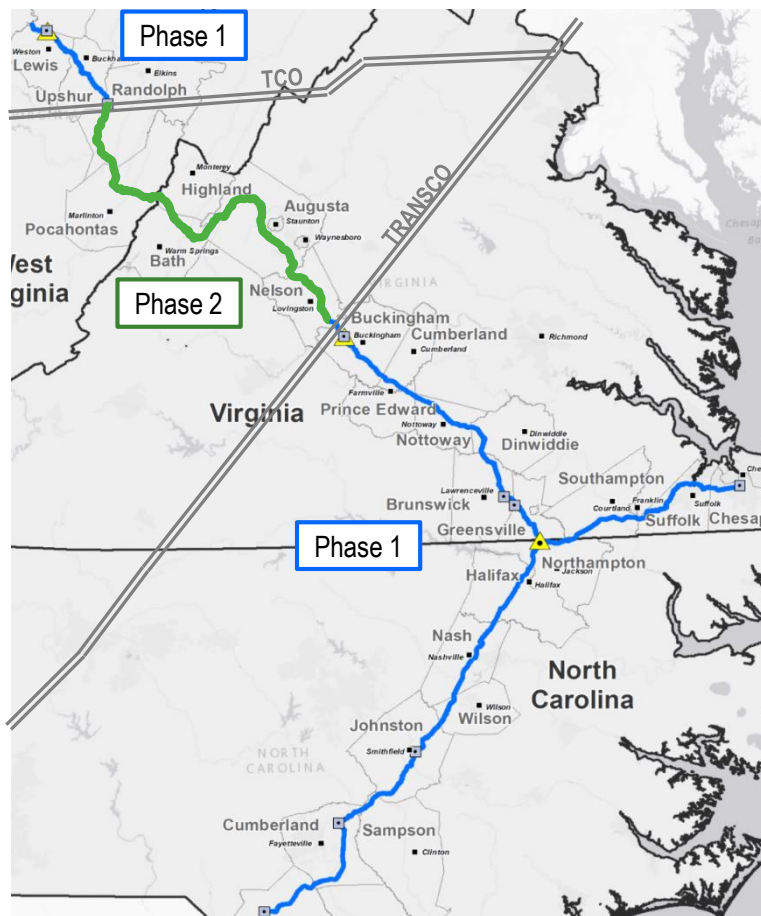 Phase 1
Weston
Lewis
Buckha
Elkins
TCO
Upshur
Randolph
Monterey
Highland
Augusta
Staunton
TRANSCO
Marlinton
Pocahontas
Waynesboro
Warm Springs
Bath
West
ginia
Phase 2
Nelson
Lovingston
VIRGINIA
Buckingham
Buckingham
Cumberland
Cumberland
Richmond
Farmville
Virginia
Prince Edward
Nottoway
Nottoway
Dinwiddie
Dinwiddie
Southampton
Che
Lawrenceville
Brunswick
Courtland
Franklin
Suffolk
Suffolk
Chesap
Greensville
Phase 1
Northampton
Jackson
Halifax
Halifax
Nash
Nashville
North
Carolina
Wilson
Wilson
Johnston
Smithfield
NORTH
CAROLINA
Cumberland
Sampson
Fayetteville
Clinton